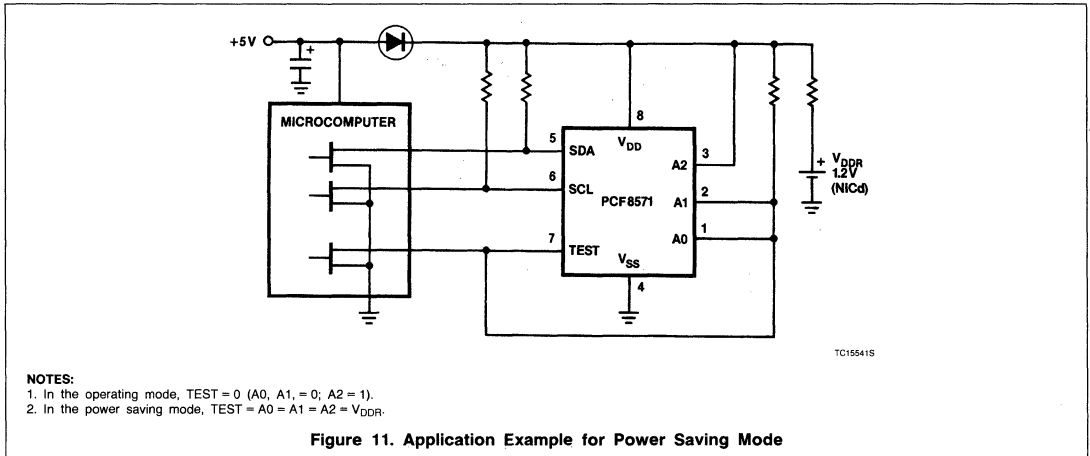 +5V
+
MICROCOMPUTER
8
V_DD
5
SDA
A2
3
+
V_DDR
1.2V
(NiCd)
6
SCL
PCF8571
A1
2
7
TEST
A0
1
V_SS
4
TC15541S
NOTES:
1. In the operating mode, TEST = 0 (A0, A1, = 0; A2 = 1).
2. In the power saving mode, TEST = A0 = A1 = A2 = V_DDR.
Figure 11. Application Example for Power Saving Mode